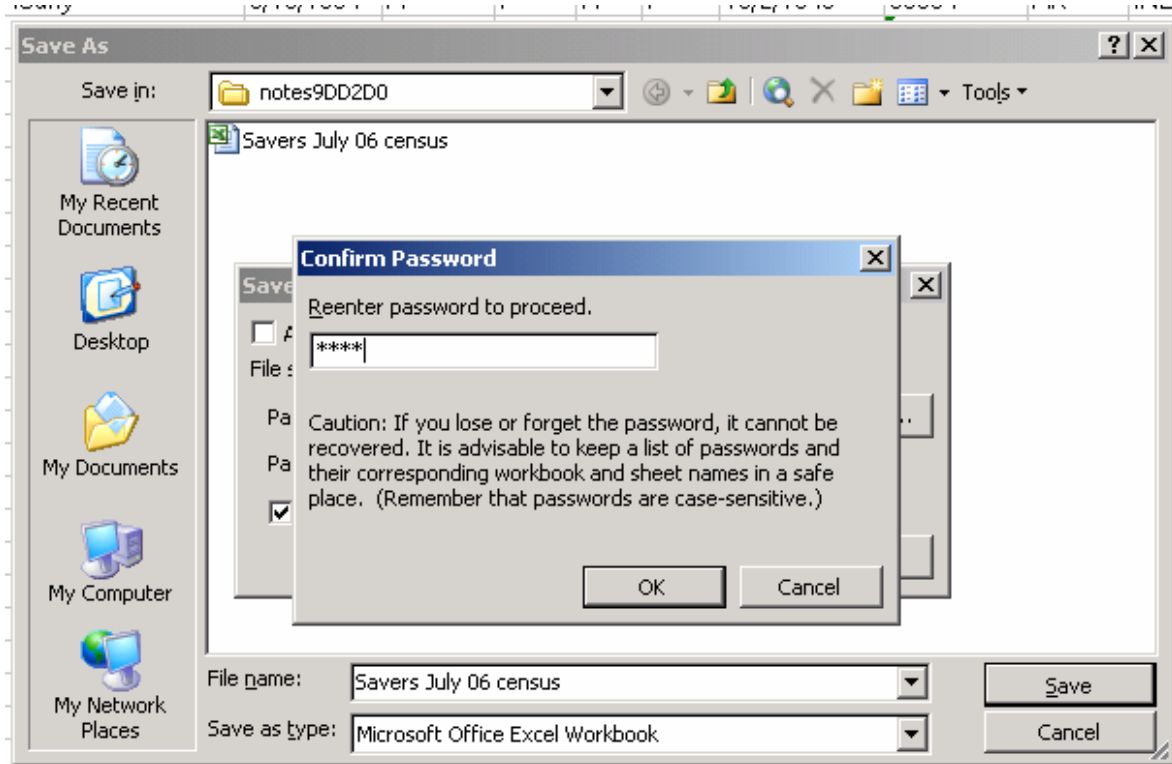 Save As
Save in:
notes9DD2D0
Tools
Savers July 06 census
My Recent
Documents
Desktop
My Documents
My Computer
My Network
Places
Save
File
Pa
Pa
Confirm Password
Reenter password to proceed.
****
Caution: If you lose or forget the password, it cannot be
recovered. It is advisable to keep a list of passwords and
their corresponding workbook and sheet names in a safe
place. (Remember that passwords are case-sensitive.)
OK
Cancel
File name:
Savers July 06 census
Save
Save as type:
Microsoft Office Excel Workbook
Cancel